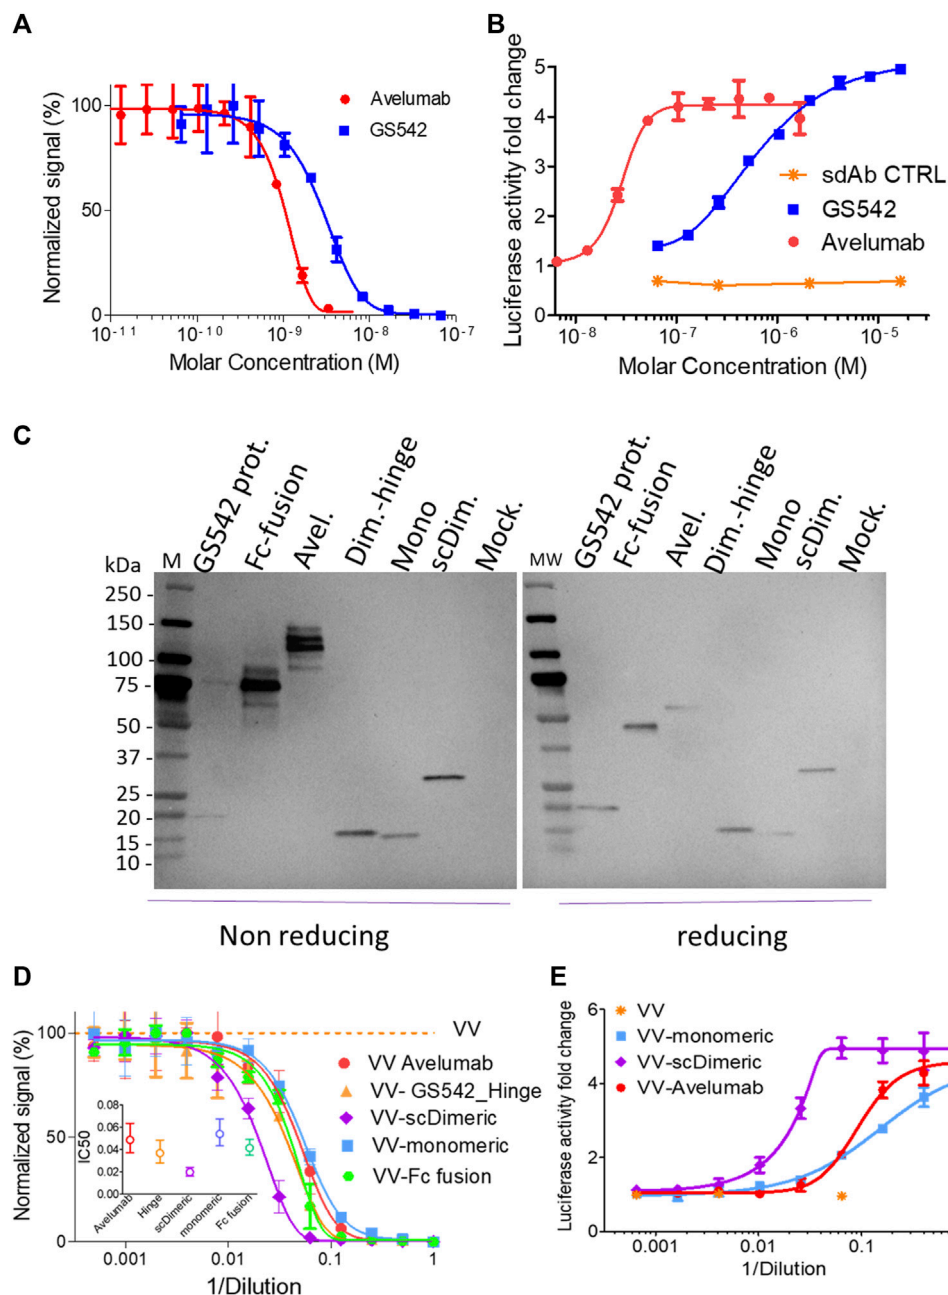 A
Normalized signal (%)
100
50
0
Avelumab
GS542
10-11 10-10 10-9 10-8 10-7
Molar Concentration (M)
B
Luciferase activity fold change
5
4
3
2
1
0
sdAb CTRL
GS542
Avelumab
10-8 10-7 10-6 10-5
Molar Concentration (M)
C
kDa
M
GS542 prot.
Fc-fusion
Avel.
Dim.-hinge
Mono
scDim.
Mock.
MW
GS542 prot.
Fc-fusion
Avel.
Dim.-hinge
Mono
scDim.
Mock.
250 -
150 -
100 -
75 -
50 -
37 -
25 -
20 -
15 -
10 -
Non reducing
reducing
D
Normalized signal (%)
100
50
0
VV
VV Avelumab
VV- GS542_Hinge
VV-scDimeric
VV-monomeric
VV-Fc fusion
IC50
0.08
0.06
0.04
0.02
0.00
Avelumab
Hinge
scDimeric
monomeric
Fc fusion
0.001 0.01 0.1 1
1/Dilution
E
Luciferase activity fold change
6
4
2
0
VV
VV-monomeric
VV-scDimeric
VV-Avelumab
0.001 0.01 0.1
1/Dilution